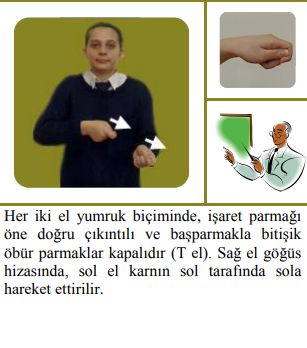 Her iki el yumruk biçiminde, işaret parmağı
öne doğru çıkıntılı ve başparmakla bitişik
öbür parmaklar kapalıdır (T el). Sağ el göğüs
hizasında, sol el karnın sol tarafında sola
hareket ettirilir.